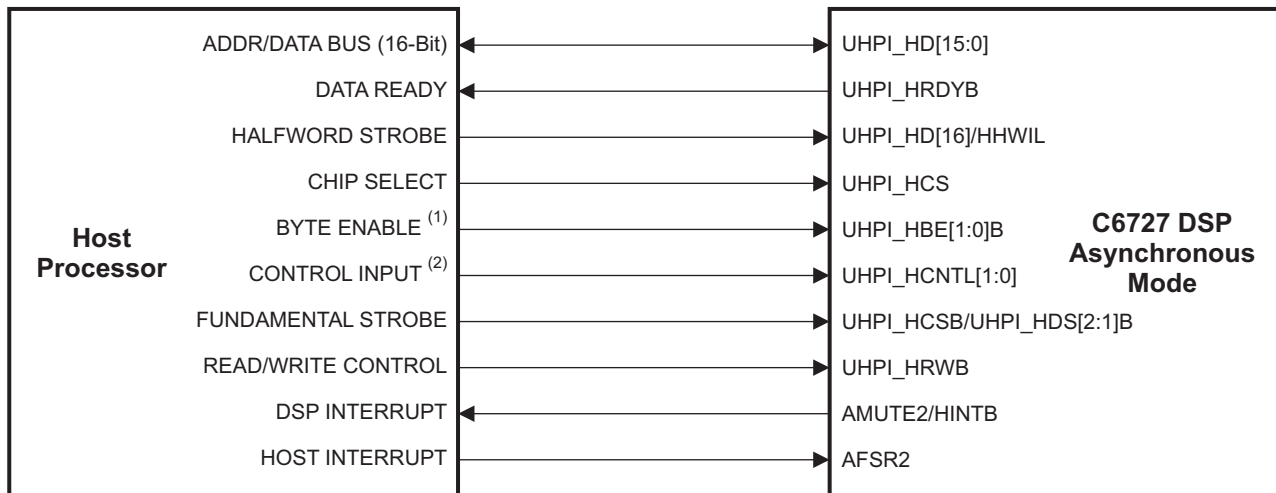 ADDR/DATA BUS (16-Bit) UHPI_HD[15:0]
DATA READY UHPI_HRDYB
HALFWORD STROBE UHPI_HD[16]/HHWIL
CHIP SELECT UHPI_HCS
BYTE ENABLE (1) UHPI_HBE[1:0]B
CONTROL INPUT (2) UHPI_HCNTL[1:0]
FUNDAMENTAL STROBE UHPI_HCSB/UHPI_HDS[2:1]B
READ/WRITE CONTROL UHPI_HRWB
DSP INTERRUPT AMUTE2/HINTB
HOST INTERRUPT AFSR2
Host
Processor
C6727 DSP
Asynchronous
Mode